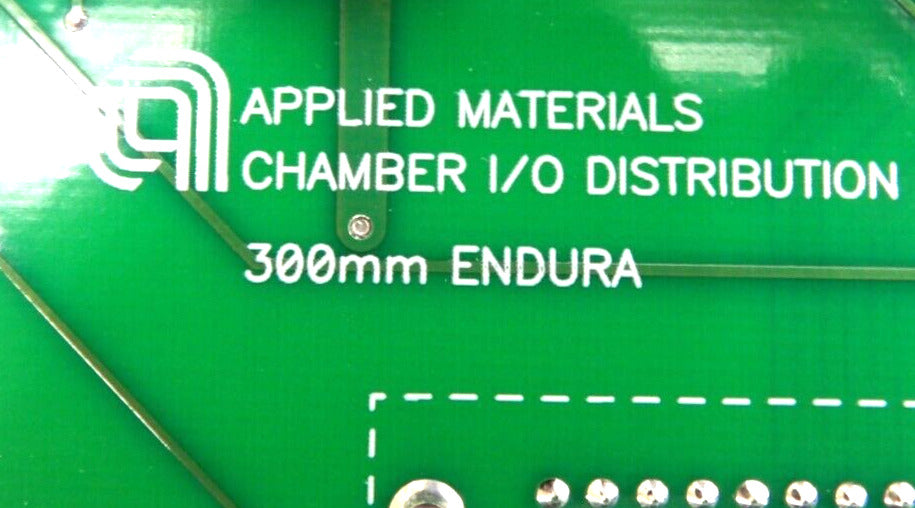 APPLIED MATERIALS
CHAMBER I/O DISTRIBUTION
300mm ENDURA